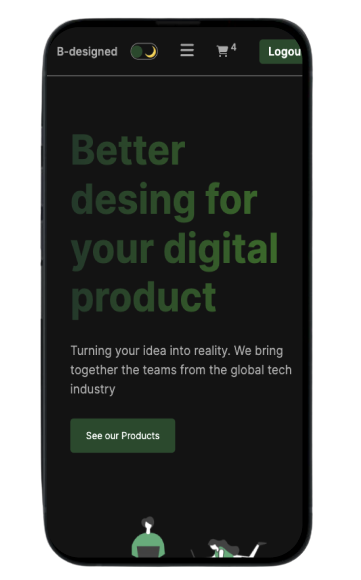 B-designed 4 Logou
Better
desing for
your digital
product
Turning your idea into reality. We bring
together the teams from the global tech
industry
See our Products